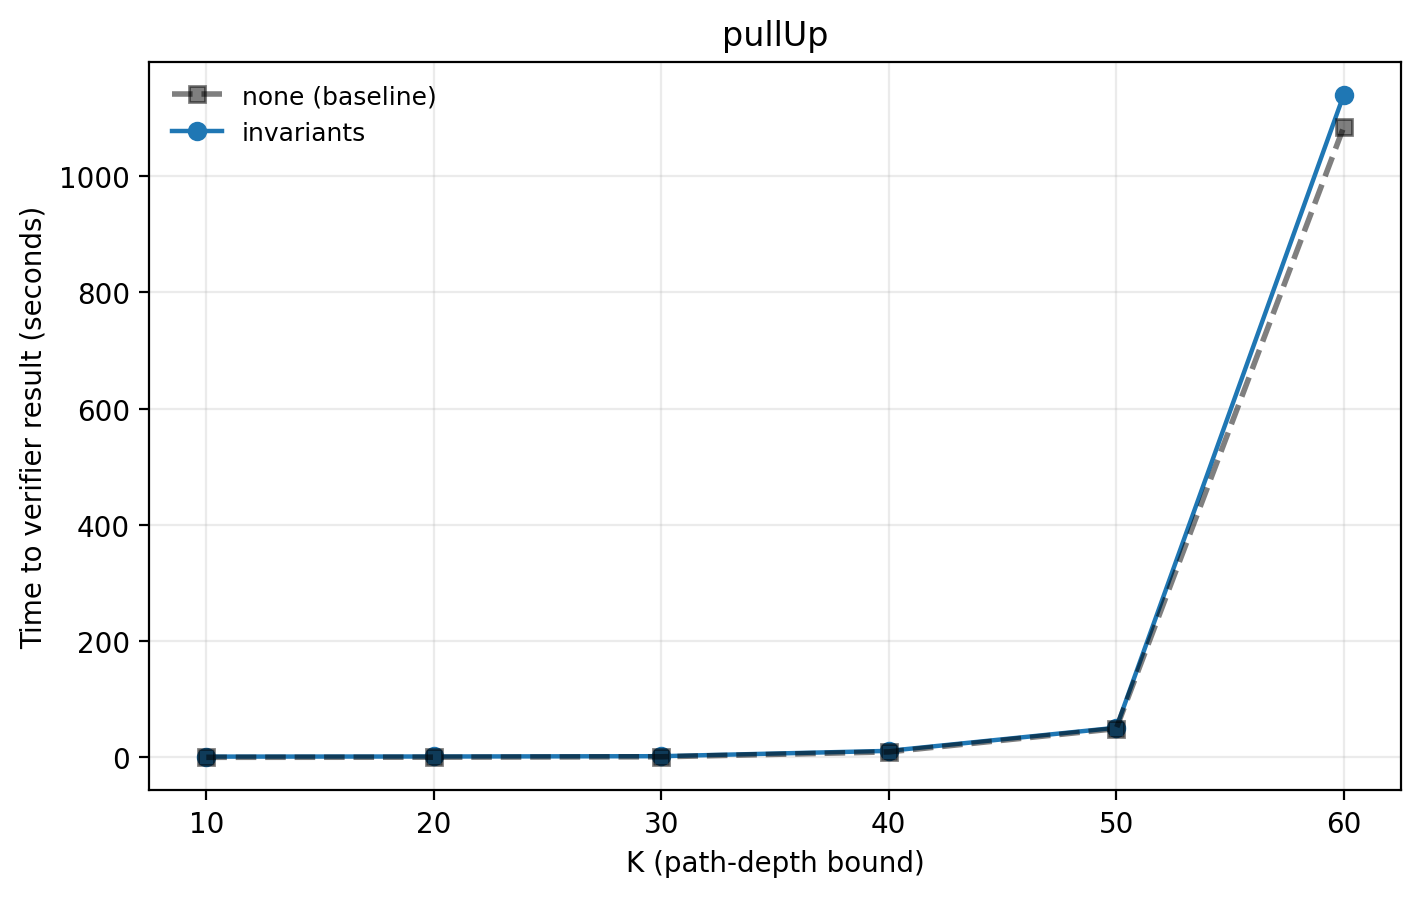 pullUp
none (baseline)
invariants
Time to verifier result (seconds)
1000
800
600
400
200
0
10 20 30 40 50 60
K (path-depth bound)